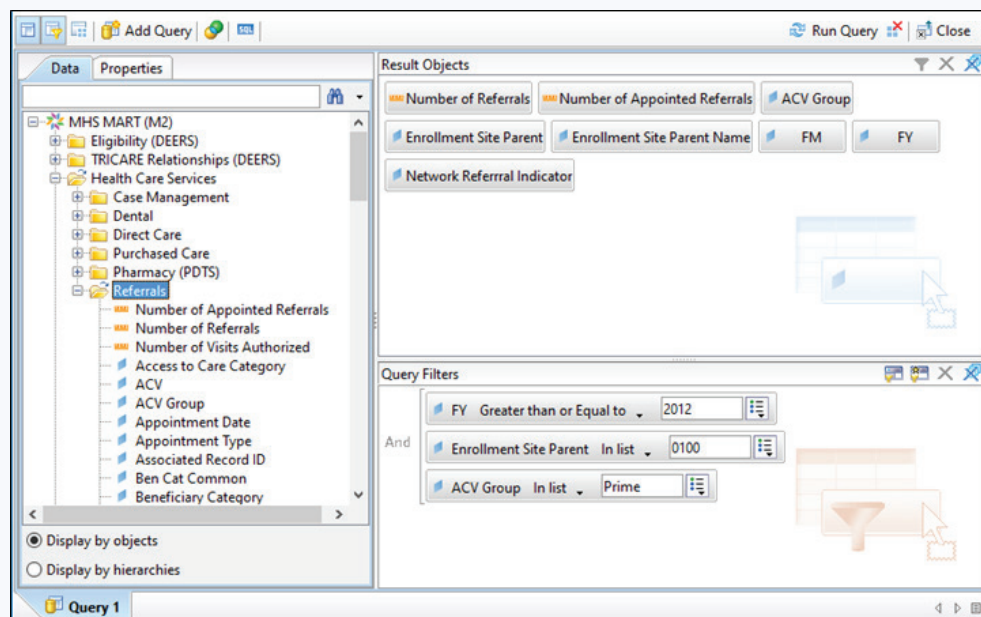 Add Query SQL Run Query Close
Data Properties
MHS MART (M2)
Eligibility (DEERS)
TRICARE Relationships (DEERS)
Health Care Services
Case Management
Dental
Direct Care
Purchased Care
Pharmacy (PDTS)
Referrals
Number of Appointed Referrals
Number of Referrals
Number of Visits Authorized
Access to Care Category
ACV
ACV Group
Appointment Date
Appointment Type
Associated Record ID
Ben Cat Common
Beneficiary Category
Display by objects
Display by hierarchies
Result Objects
Number of Referrals Number of Appointed Referrals ACV Group
Enrollment Site Parent Enrollment Site Parent Name FM FY
Network Referrral Indicator
Query Filters
And
FY Greater than or Equal to 2012
Enrollment Site Parent In list 0100
ACV Group In list Prime
Query 1